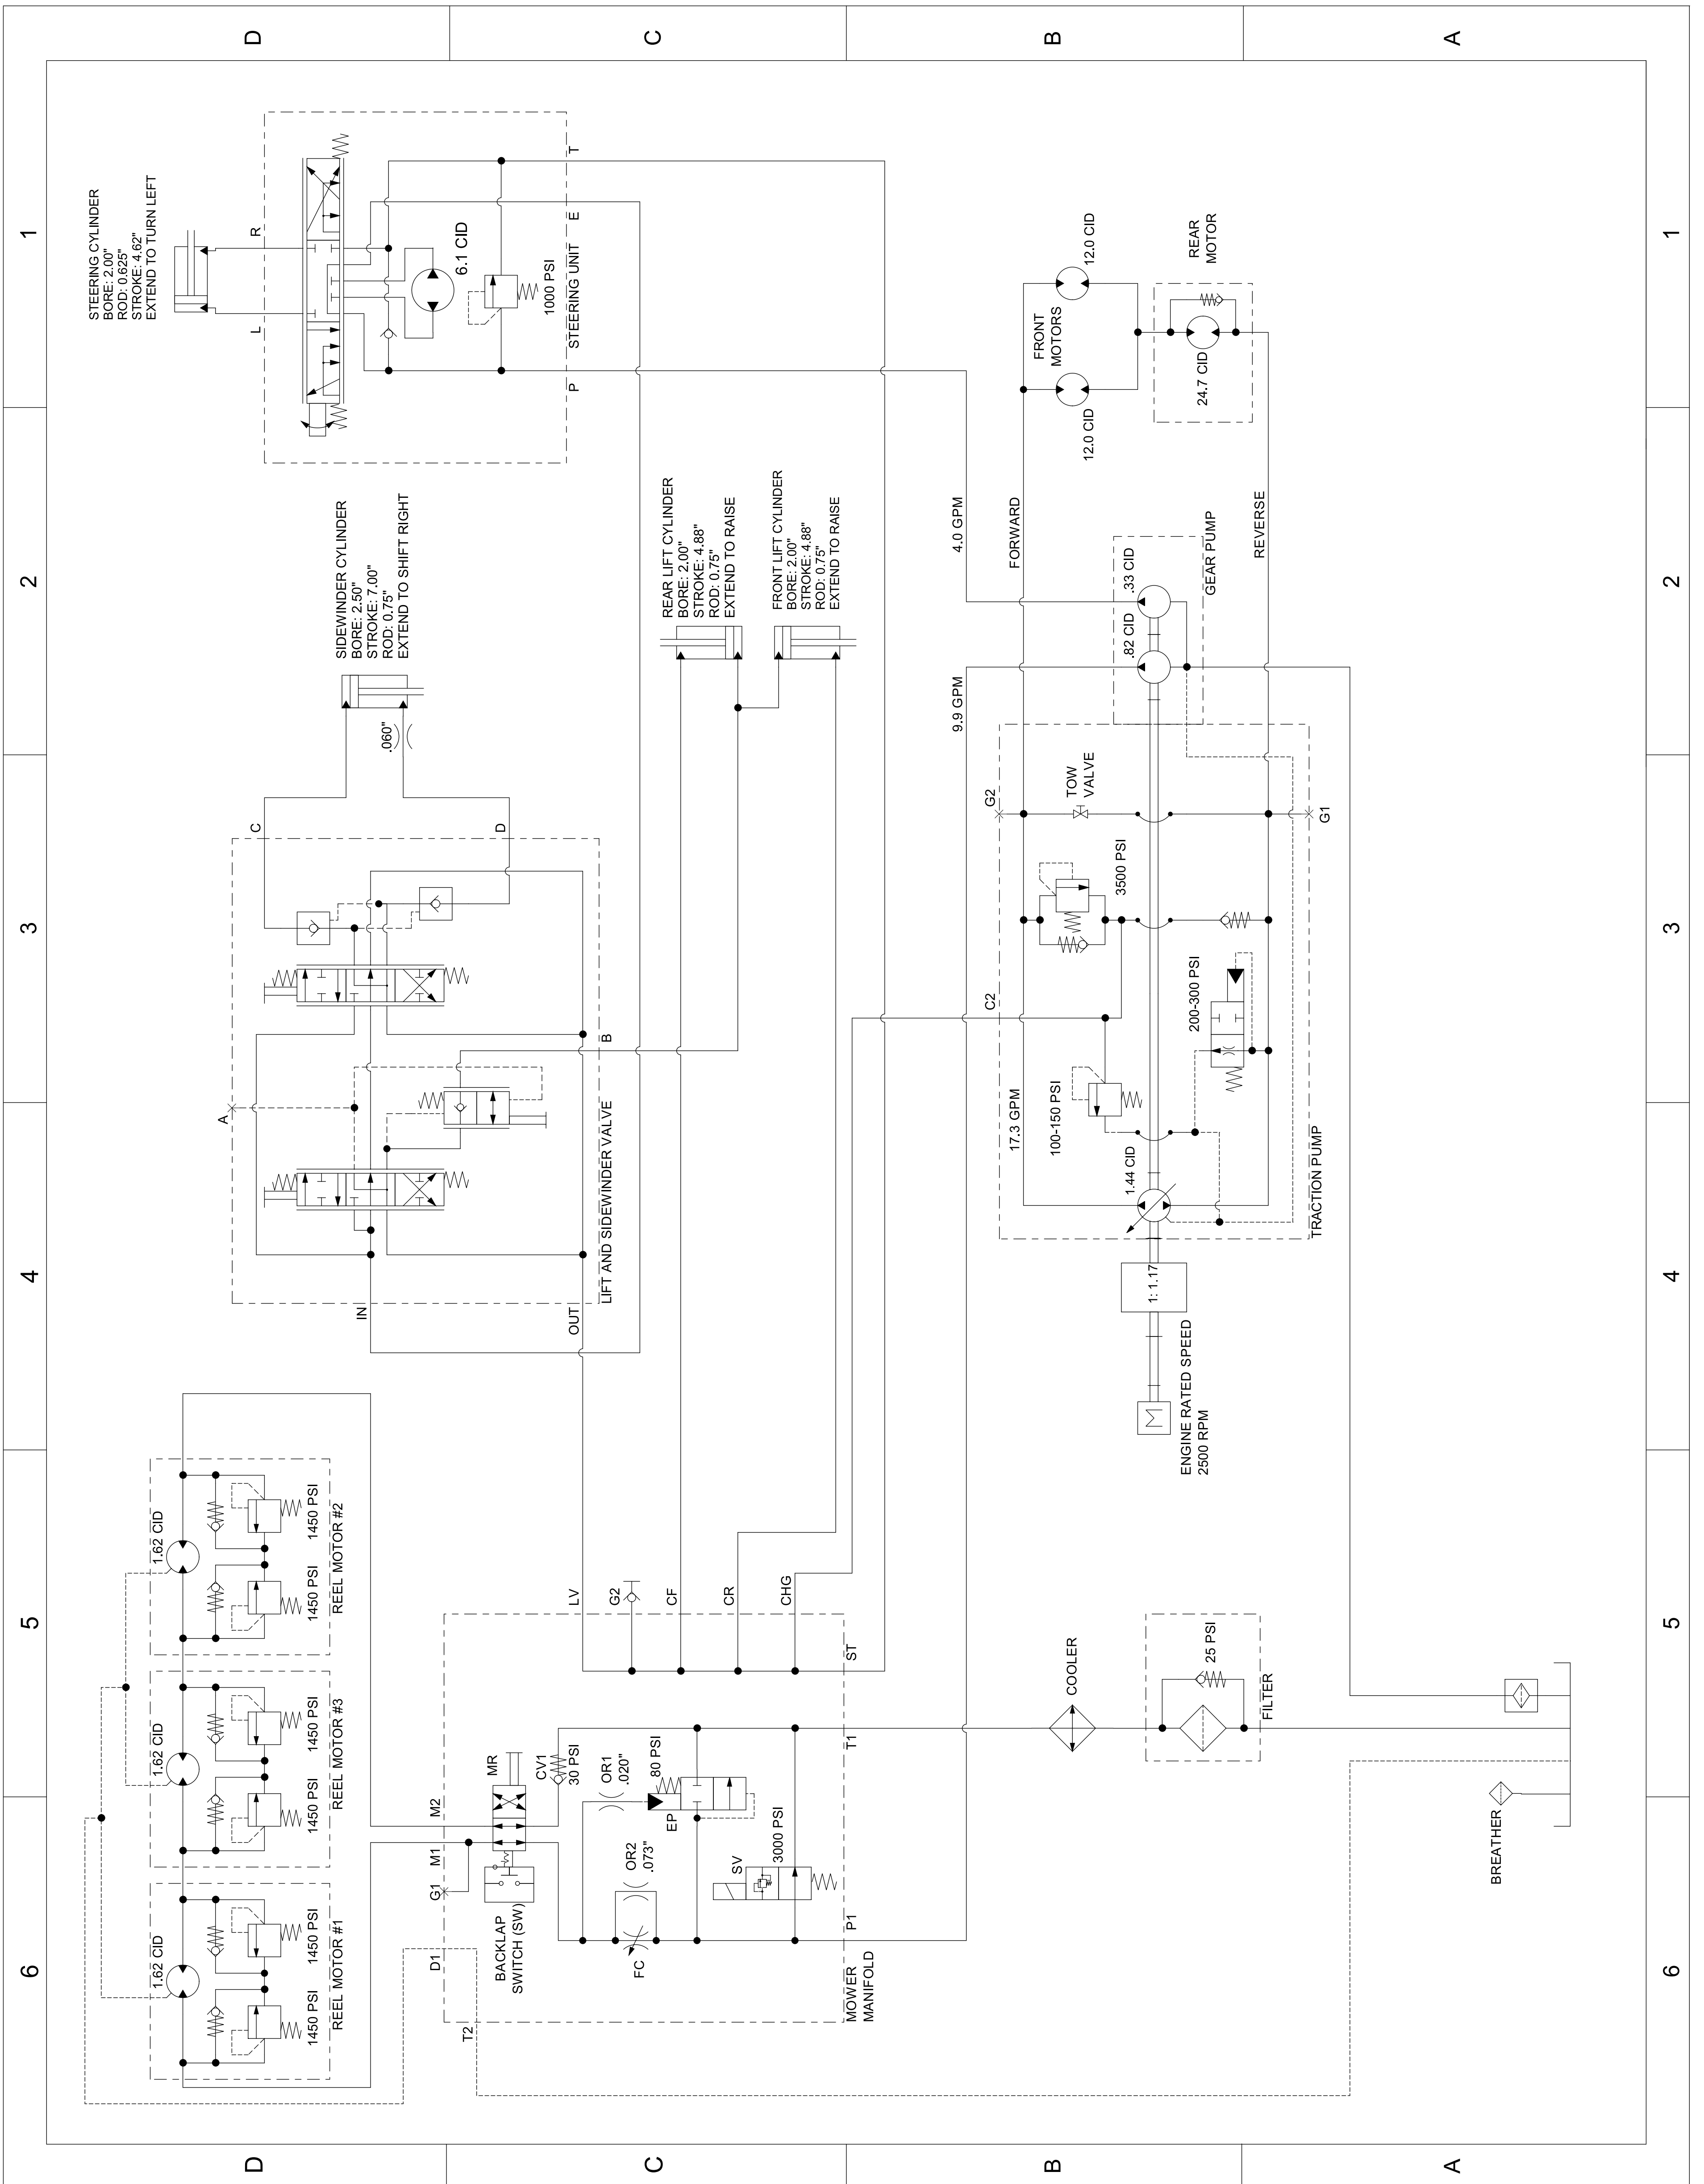 6
5
4
3
2
1
D
C
B
A
D
C
B
A
6
5
4
3
2
1
1.62 CID
1450 PSI
1450 PSI
REEL MOTOR #1
1.62 CID
1450 PSI
1450 PSI
REEL MOTOR #3
1.62 CID
1450 PSI
1450 PSI
REEL MOTOR #2
STEERING CYLINDER
BORE: 2.00"
ROD: 0.625"
STROKE: 4.62"
EXTEND TO TURN LEFT
L
R
6.1 CID
1000 PSI
STEERING UNIT
P
E
T
SIDEWINDER CYLINDER
BORE: 2.50"
STROKE: 7.00"
ROD: 0.75"
EXTEND TO SHIFT RIGHT
.060"
A
C
D
IN
OUT
B
LIFT AND SIDEWINDER VALVE
REAR LIFT CYLINDER
BORE: 2.00"
STROKE: 4.88"
ROD: 0.75"
EXTEND TO RAISE
FRONT LIFT CYLINDER
BORE: 2.00"
STROKE: 4.88"
ROD: 0.75"
EXTEND TO RAISE
T2
D1
G1
M1
M2
BACKLAP
SWITCH (SW)
MR
CV1
30 PSI
OR1
.020"
OR2
.073"
FC
EP
80 PSI
SV
3000 PSI
LV
G2
CF
CR
CHG
ST
T1
P1
MOWER
MANIFOLD
COOLER
25 PSI
FILTER
BREATHER
ENGINE RATED SPEED
2500 RPM
M
1: 1.17
1.44 CID
17.3 GPM
100-150 PSI
C2
200-300 PSI
3500 PSI
G2
TOW
VALVE
G1
TRACTION PUMP
9.9 GPM
4.0 GPM
.82 CID
.33 CID
GEAR PUMP
FORWARD
REVERSE
FRONT
MOTORS
12.0 CID
12.0 CID
24.7 CID
REAR
MOTOR